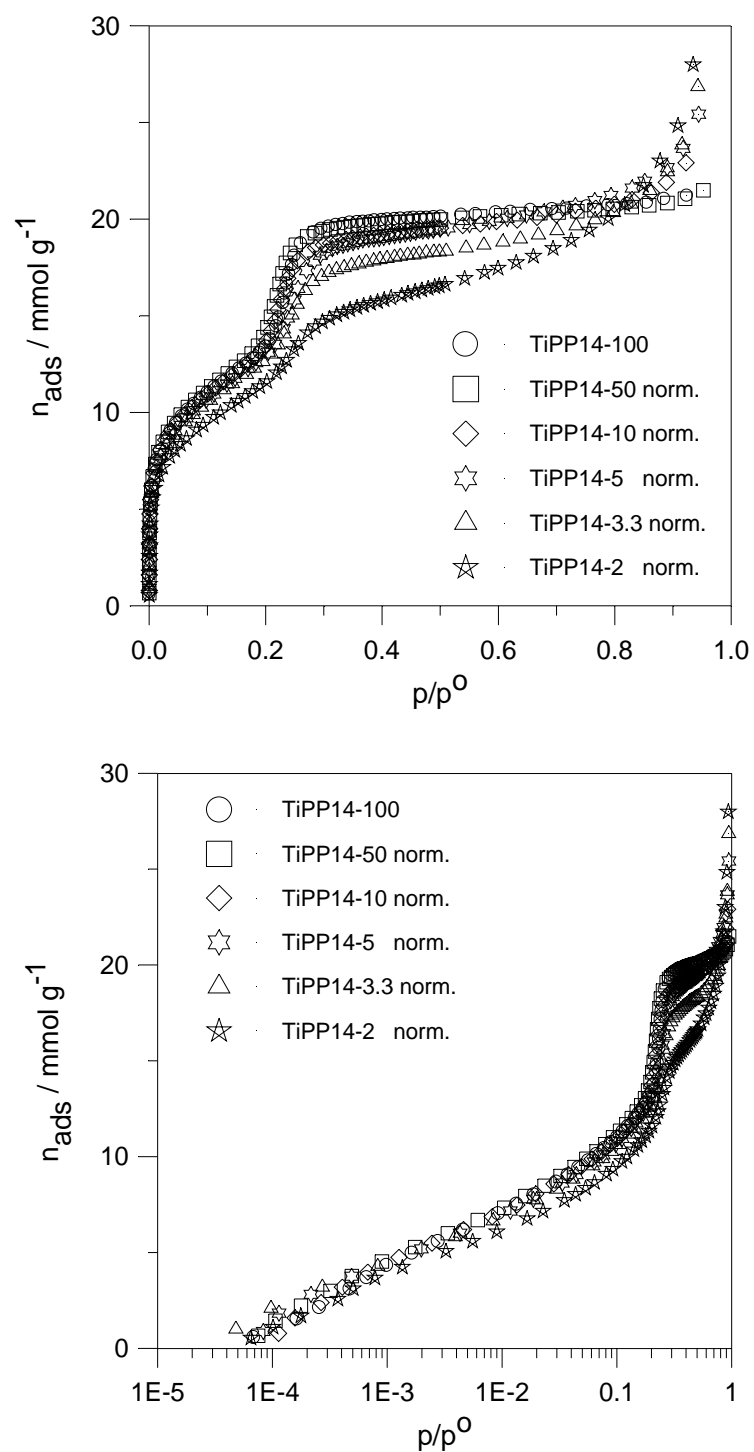 30
20
10
0
n_ads / mmol g⁻¹
TiPP14-100
TiPP14-50 norm.
TiPP14-10 norm.
TiPP14-5 norm.
TiPP14-3.3 norm.
TiPP14-2 norm.
0.0 0.2 0.4 0.6 0.8 1.0
p/p^o
30
20
10
0
n_ads / mmol g⁻¹
TiPP14-100
TiPP14-50 norm.
TiPP14-10 norm.
TiPP14-5 norm.
TiPP14-3.3 norm.
TiPP14-2 norm.
1E-5 1E-4 1E-3 1E-2 0.1 1
p/p^o